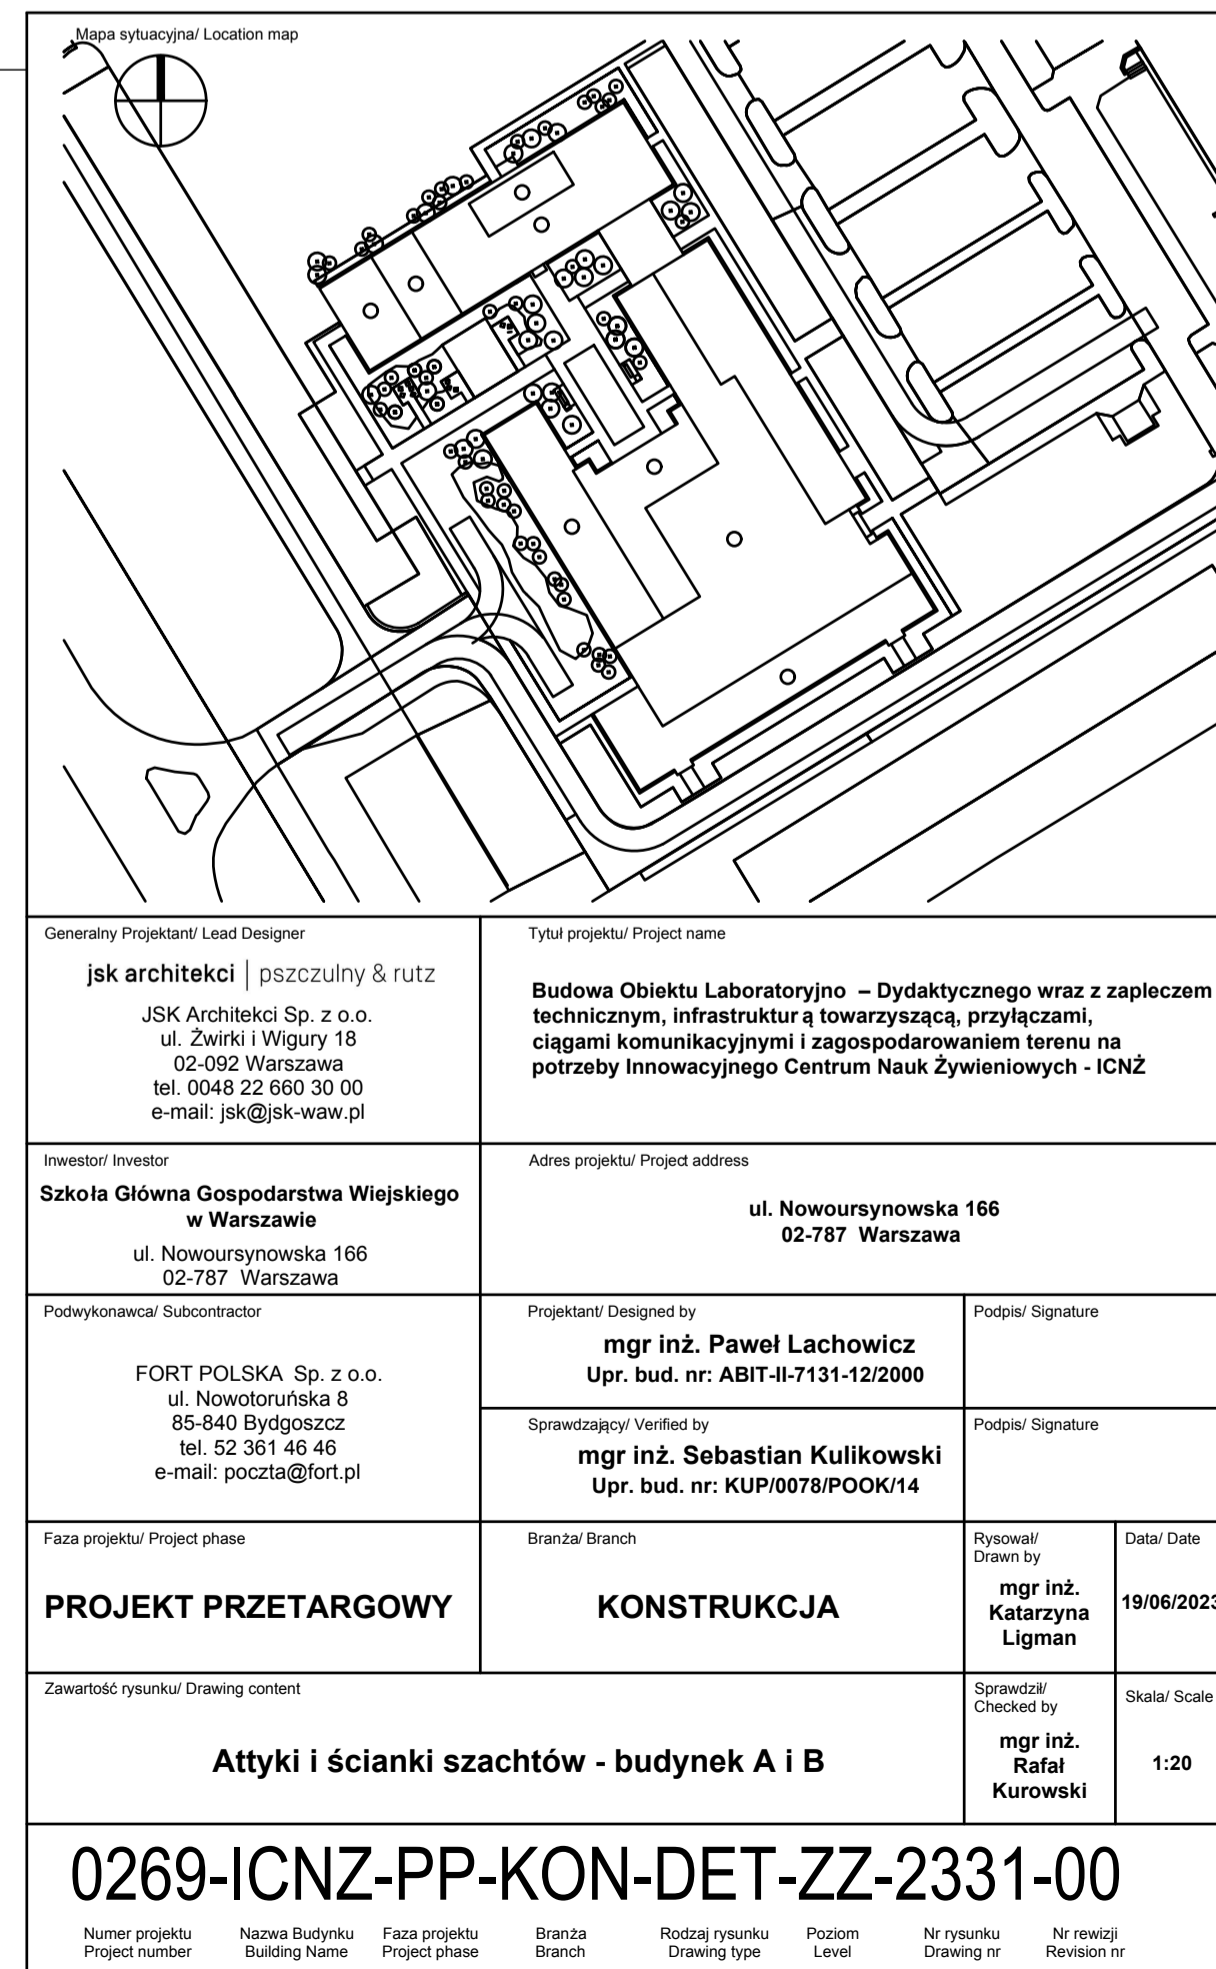 Mapa sytuacyjna/ Location map
Generalny Projektant/ Lead Designer
jsk architekci | pszczulny & rutz
JSK Architekci Sp. z o.o.
ul. Żwirki i Wigury 18
02-092 Warszawa
tel. 0048 22 660 30 00
e-mail: jsk@jsk-waw.pl
Tytuł projektu/ Project name
Budowa Obiektu Laboratoryjno – Dydaktycznego wraz z zapleczem
technicznym, infrastruktur ą towarzyszącą, przyłączami,
ciągami komunikacyjnymi i zagospodarowaniem terenu na
potrzeby Innowacyjnego Centrum Nauk Żywieniowych - ICNŻ
Inwestor/ Investor
Szkoła Główna Gospodarstwa Wiejskiego
w Warszawie
ul. Nowoursynowska 166
02-787 Warszawa
Adres projektu/ Project address
ul. Nowoursynowska 166
02-787 Warszawa
Podwykonawca/ Subcontractor
FORT POLSKA Sp. z o.o.
ul. Nowotoruńska 8
85-840 Bydgoszcz
tel. 52 361 46 46
e-mail: poczta@fort.pl
Projektant/ Designed by
mgr inż. Paweł Lachowicz
Upr. bud. nr: ABIT-II-7131-12/2000
Podpis/ Signature
Sprawdzający/ Verified by
mgr inż. Sebastian Kulikowski
Upr. bud. nr: KUP/0078/POOK/14
Podpis/ Signature
Faza projektu/ Project phase
PROJEKT PRZETARGOWY
Branża/ Branch
KONSTRUKCJA
Rysował/
Drawn by
mgr inż.
Katarzyna
Ligman
Data/ Date
19/06/2023
Zawartość rysunku/ Drawing content
Attyki i ścianki szachtów - budynek A i B
Sprawdził/
Checked by
mgr inż.
Rafał
Kurowski
Skala/ Scale
1:20
0269-ICNZ-PP-KON-DET-ZZ-2331-00
Numer projektu Nazwa Budynku Faza projektu Branża Rodzaj rysunku Poziom Nr rysunku Nr rewizji
Project number Building Name Project phase Branch Drawing type Level Drawing nr Revision nr